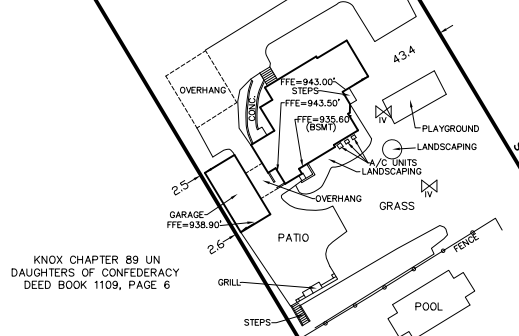 43.4
FFE=943.00'
STEPS
OVERHANG
CONC.
FFE=943.50'
FFE=935.60'
(BSMT)
IV
PLAYGROUND
LANDSCAPING
A/C UNITS
LANDSCAPING
2.5
IV
OVERHANG
GRASS
GARAGE
FFE=938.90'
2.6
PATIO
FENCE
KNOX CHAPTER 89 UN
DAUGHTERS OF CONFEDERACY
DEED BOOK 1109, PAGE 6
GRILL
POOL
STEPS